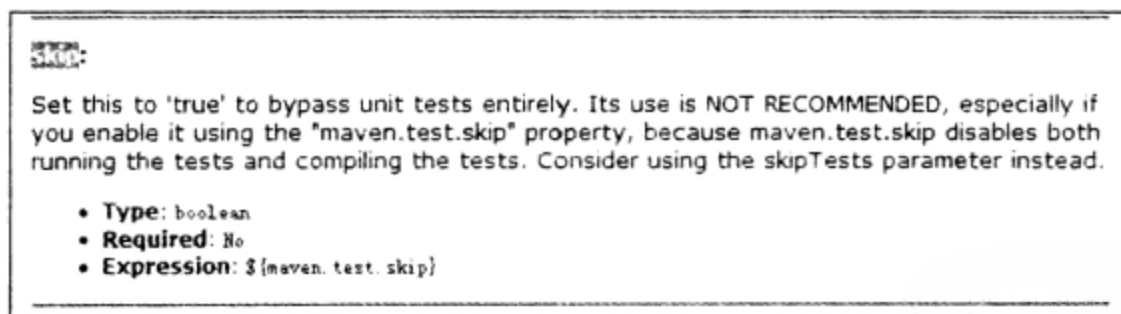 skip:
Set this to 'true' to bypass unit tests entirely. Its use is NOT RECOMMENDED, especially if
you enable it using the "maven.test.skip" property, because maven.test.skip disables both
running the tests and compiling the tests. Consider using the skipTests parameter instead.
• Type: boolean
• Required: No
• Expression: ${maven.test.skip}